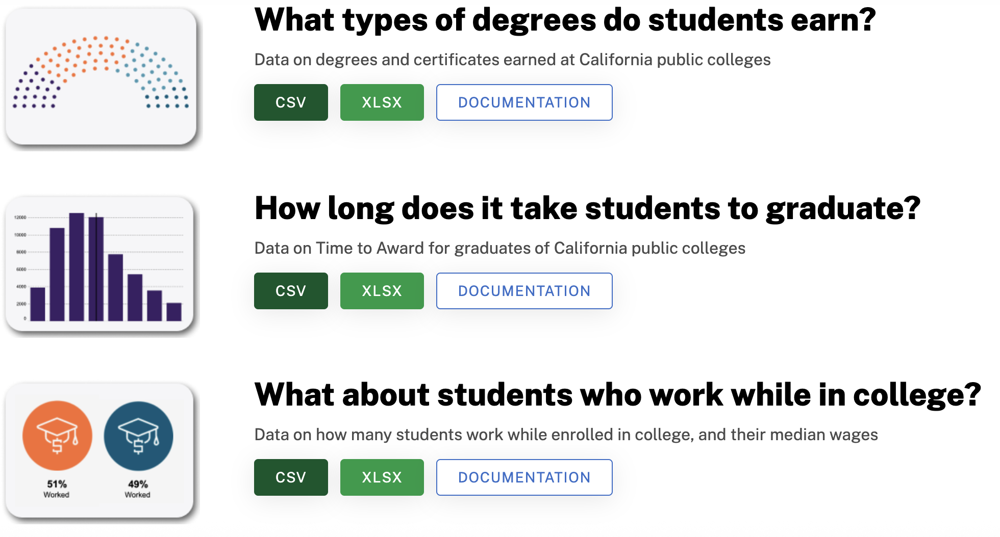 What types of degrees do students earn?
Data on degrees and certificates earned at California public colleges
CSV
XLSX
DOCUMENTATION
How long does it take students to graduate?
Data on Time to Award for graduates of California public colleges
CSV
XLSX
DOCUMENTATION
12000
10000
8000
6000
4000
2000
0
What about students who work while in college?
Data on how many students work while enrolled in college, and their median wages
CSV
XLSX
DOCUMENTATION
$
$
51%
Worked
49%
Worked